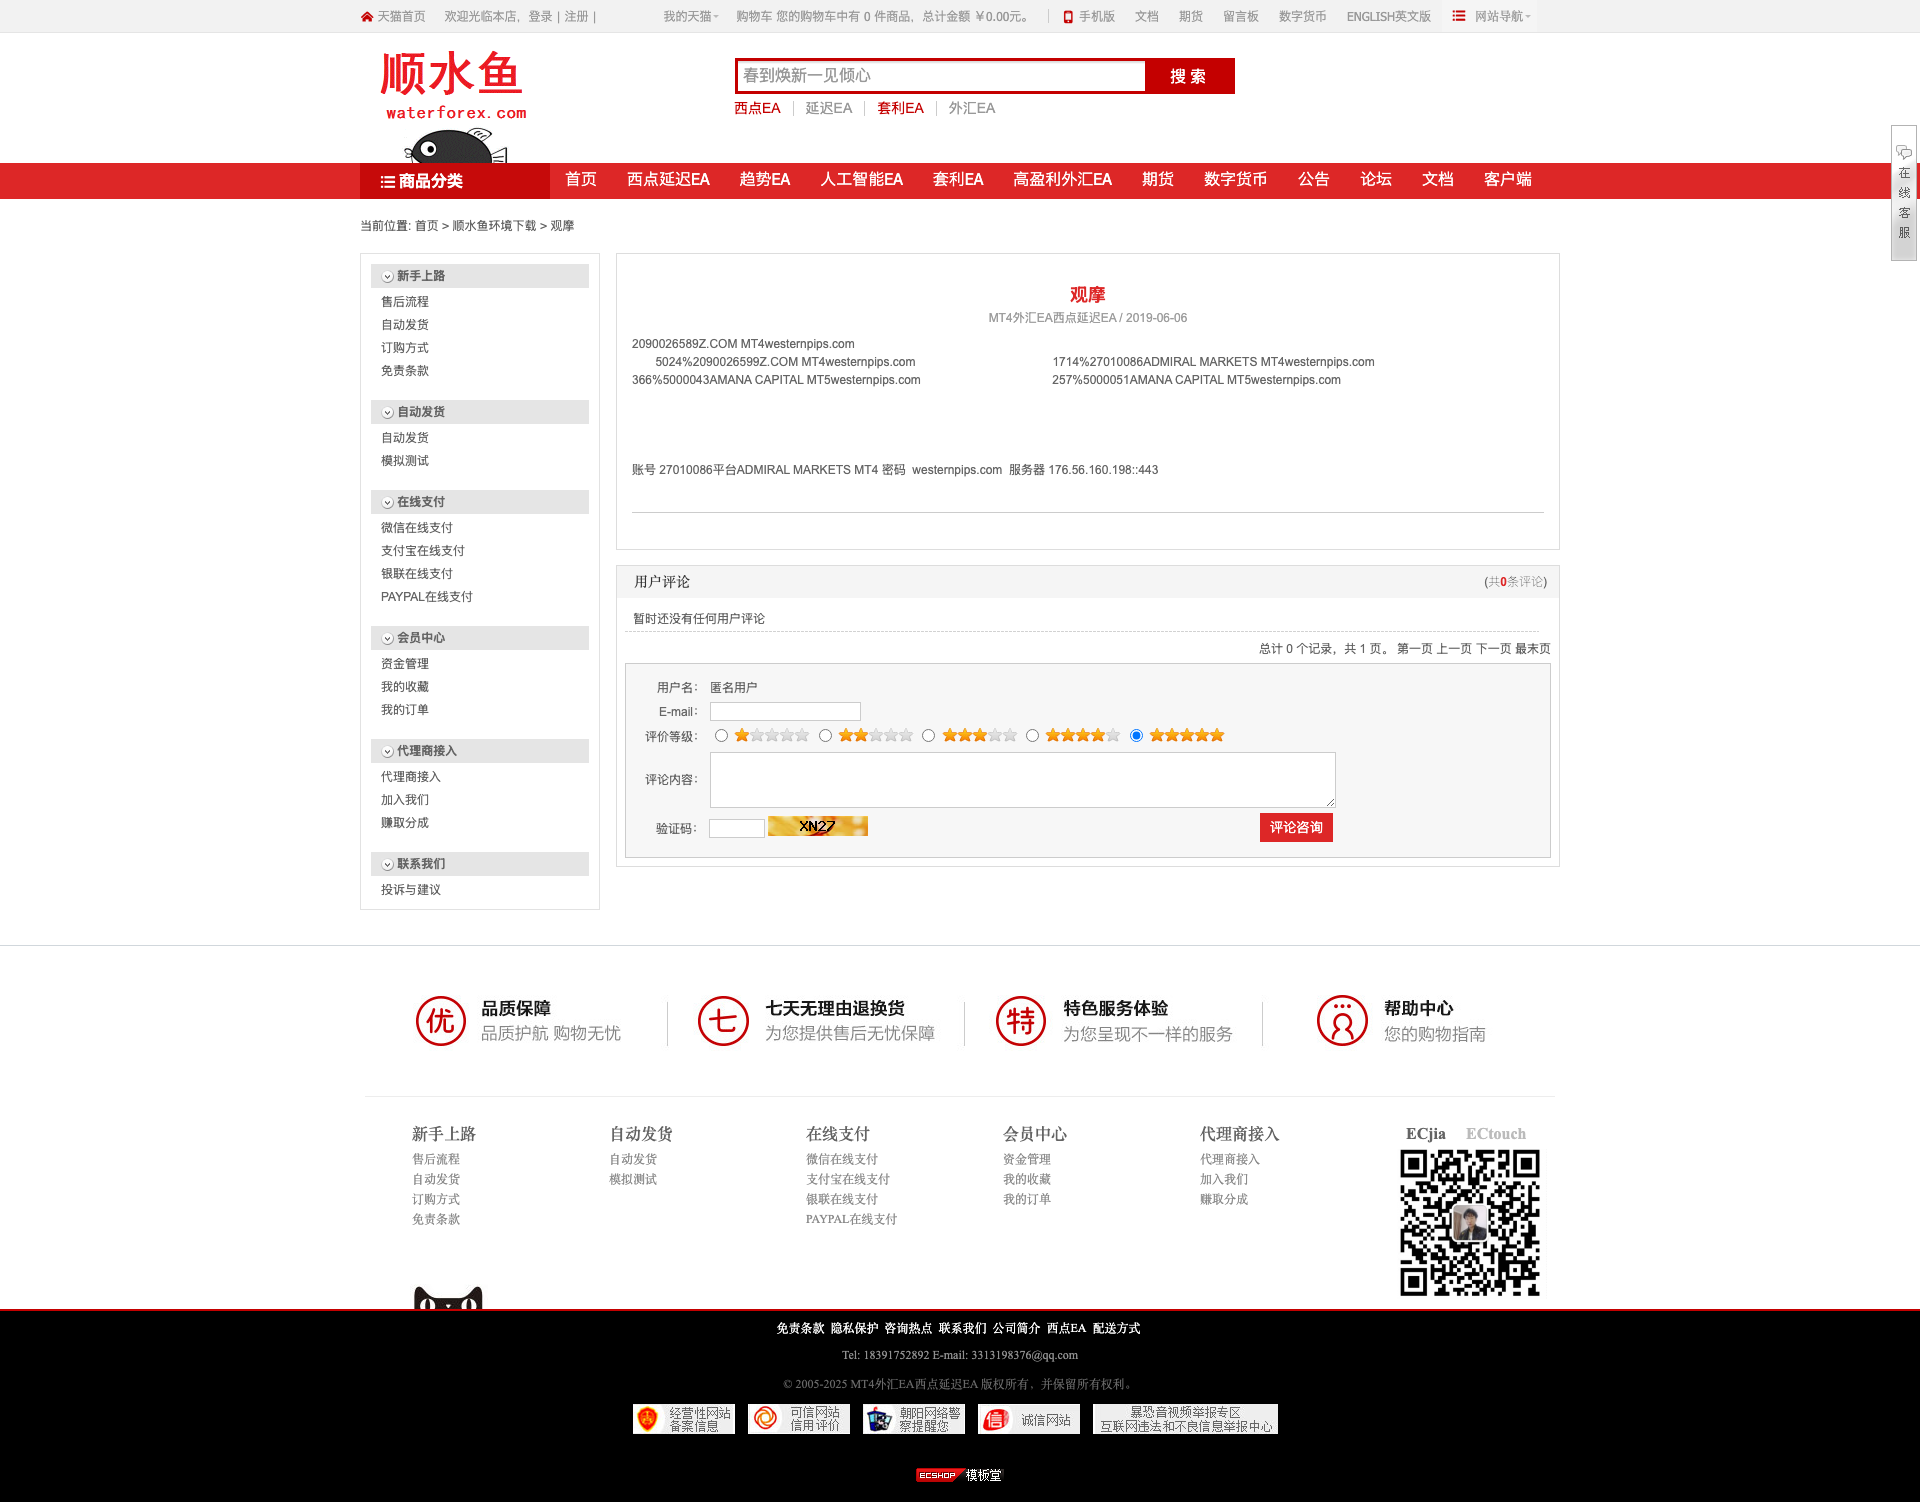 天猫首页 欢迎光临本店，登录 | 注册 | 我的天猫 购物车 您的购物车中有 0 件商品，总计金额 ￥0.00元。 手机版 文档 期货 留言板 数字货币 ENGLISH英文版 网站导航
顺水鱼
waterforex.com
春到焕新一见倾心 搜 索
西点EA 延迟EA 套利EA 外汇EA
商品分类 首页 西点延迟EA 趋势EA 人工智能EA 套利EA 高盈利外汇EA 期货 数字货币 公告 论坛 文档 客户端
在线客服
当前位置: 首页 > 顺水鱼环境下载 > 观摩
新手上路
售后流程
自动发货
订购方式
免责条款
自动发货
自动发货
模拟测试
在线支付
微信在线支付
支付宝在线支付
银联在线支付
PAYPAL在线支付
会员中心
资金管理
我的收藏
我的订单
代理商接入
代理商接入
加入我们
赚取分成
联系我们
投诉与建议
观摩
MT4外汇EA西点延迟EA / 2019-06-06
2090026589Z.COM MT4westernpips.com
5024%2090026599Z.COM MT4westernpips.com 1714%27010086ADMIRAL MARKETS MT4westernpips.com
366%5000043AMANA CAPITAL MT5westernpips.com 257%5000051AMANA CAPITAL MT5westernpips.com
账号 27010086平台ADMIRAL MARKETS MT4 密码 westernpips.com 服务器 176.56.160.198::443
用户评论 (共0条评论)
暂时还没有任何用户评论
总计 0 个记录，共 1 页。 第一页 上一页 下一页 最末页
用户名： 匿名用户
E-mail：
评价等级：
评论内容：
验证码： XN27 评论咨询
优 品质保障 七 七天无理由退换货 特 特色服务体验 帮助中心
品质护航 购物无忧 为您提供售后无忧保障 为您呈现不一样的服务 您的购物指南
新手上路 自动发货 在线支付 会员中心 代理商接入 ECjia ECtouch
售后流程 自动发货 微信在线支付 资金管理 代理商接入
自动发货 模拟测试 支付宝在线支付 我的收藏 加入我们
订购方式 银联在线支付 我的订单 赚取分成
免责条款 PAYPAL在线支付
免责条款 隐私保护 咨询热点 联系我们 公司简介 西点EA 配送方式
Tel: 18391752892 E-mail: 3313198376@qq.com
© 2005-2025 MT4外汇EA西点延迟EA 版权所有，并保留所有权利。
经营性网站 可信网站 朝阳网络警 诚信网站 暴恐音视频举报专区
备案信息 信用评价 察提醒您 互联网违法和不良信息举报中心
ECSHOP 模板堂